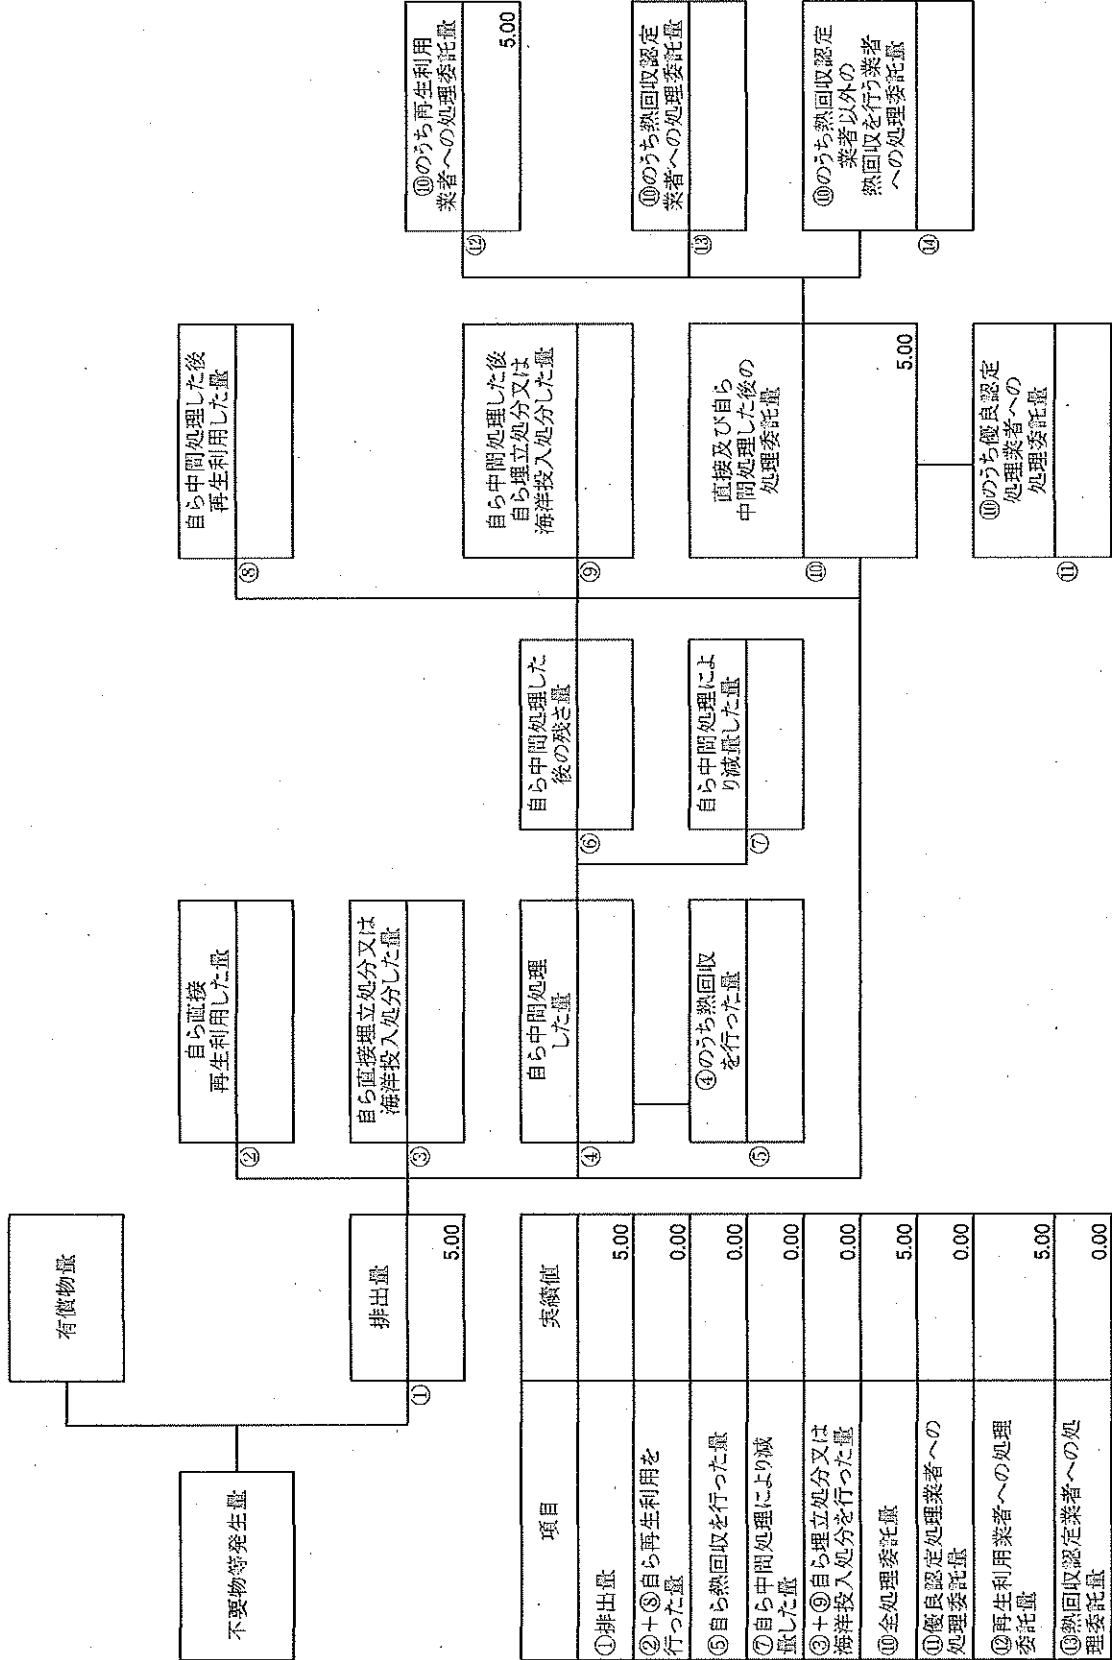 不要物等発生量
有償物量
排出量
①
5.00
自ら直接
再生利用した量
②
自ら直接埋立処分又は
海洋投入処分した量
③
自ら中間処理
した量
④
④のうち熱回収
を行った量
⑤
自ら中間処理した
後の残さ量
⑥
自ら中間処理によ
り減量した量
⑦
自ら中間処理した後
再生利用した量
⑧
自ら中間処理した後
自ら埋立処分又は
海洋投入処分した量
⑨
直接及び自ら
中間処理した後の
処理委託量
⑩
5.00
⑩のうち優良認定
処理業者への
処理委託量
⑪
⑩のうち再生利用
業者への処理委託量
⑫
5.00
⑩のうち熱回収認定
業者への処理委託量
⑬
⑩のうち熱回収認定
業者以外の
熱回収を行う業者
への処理委託量
⑭
項目 実績値
①排出量 5.00
②+⑧自ら再生利用を
行った量 0.00
⑤自ら熱回収を行った量 0.00
⑦自ら中間処理により減
量した量 0.00
③+⑨自ら埋立処分又は
海洋投入処分を行った量 0.00
⑩全処理委託量 5.00
⑪優良認定処理業者への
処理委託量 0.00
⑫再生利用業者への処理
委託量 5.00
⑬熱回収認定業者への処
理委託量 0.00